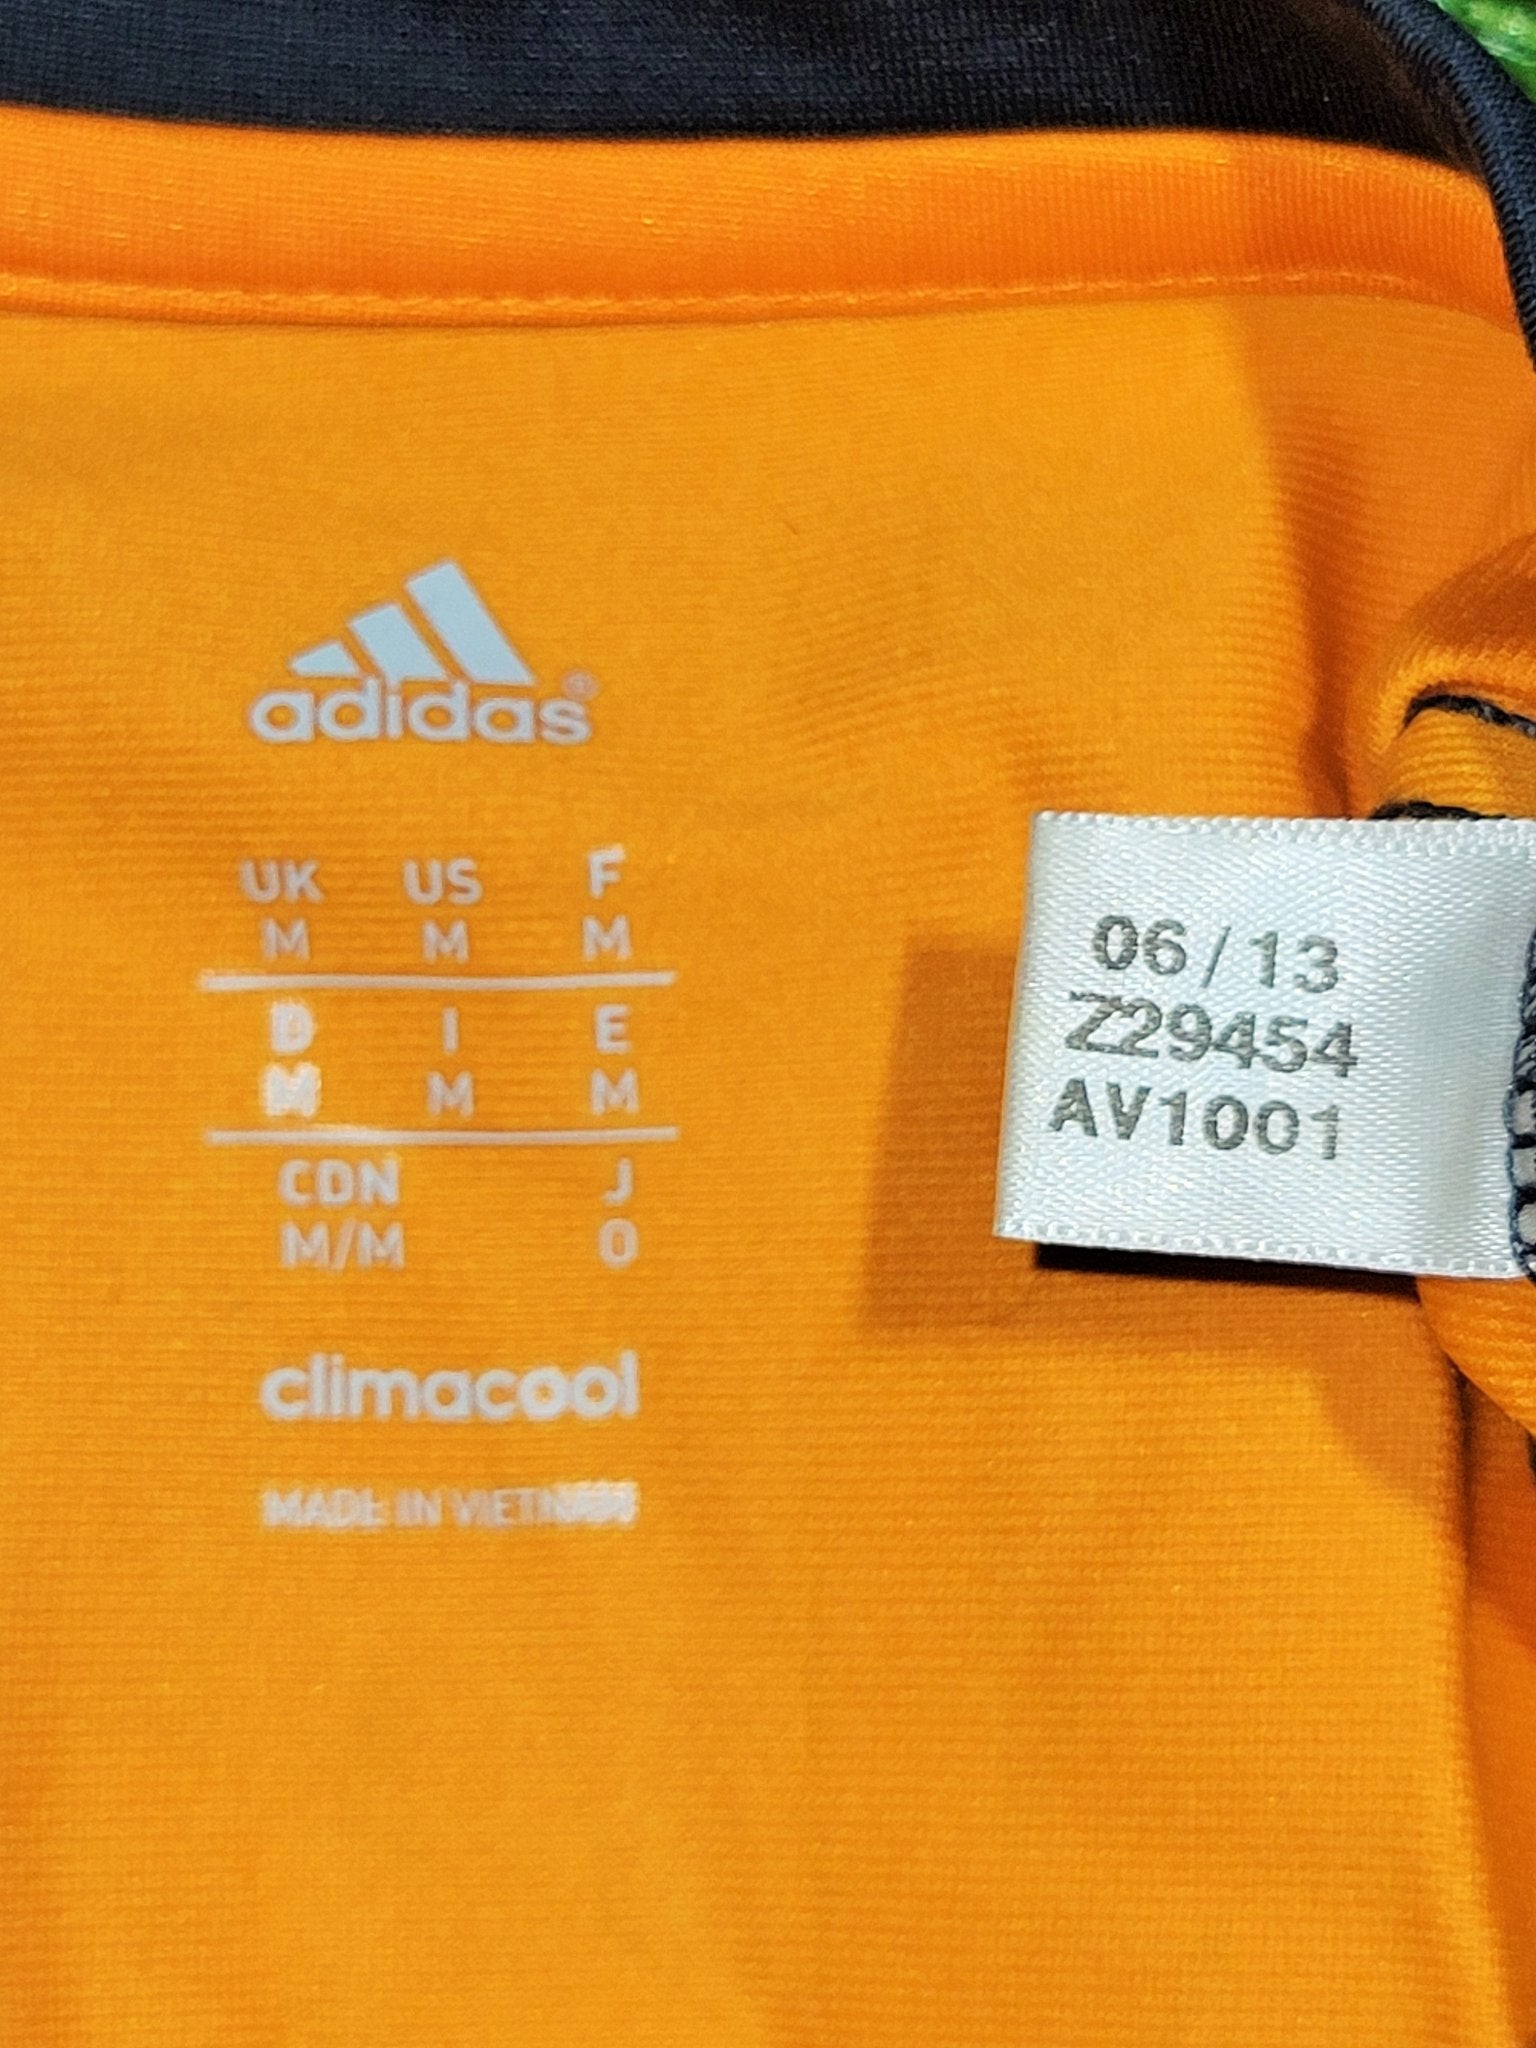 adidas®
UK US F
M M M
D I E
M M M
CDN J
M/M O
climacool
MADE IN VIETNAM
06/13
Z29454
AV1001